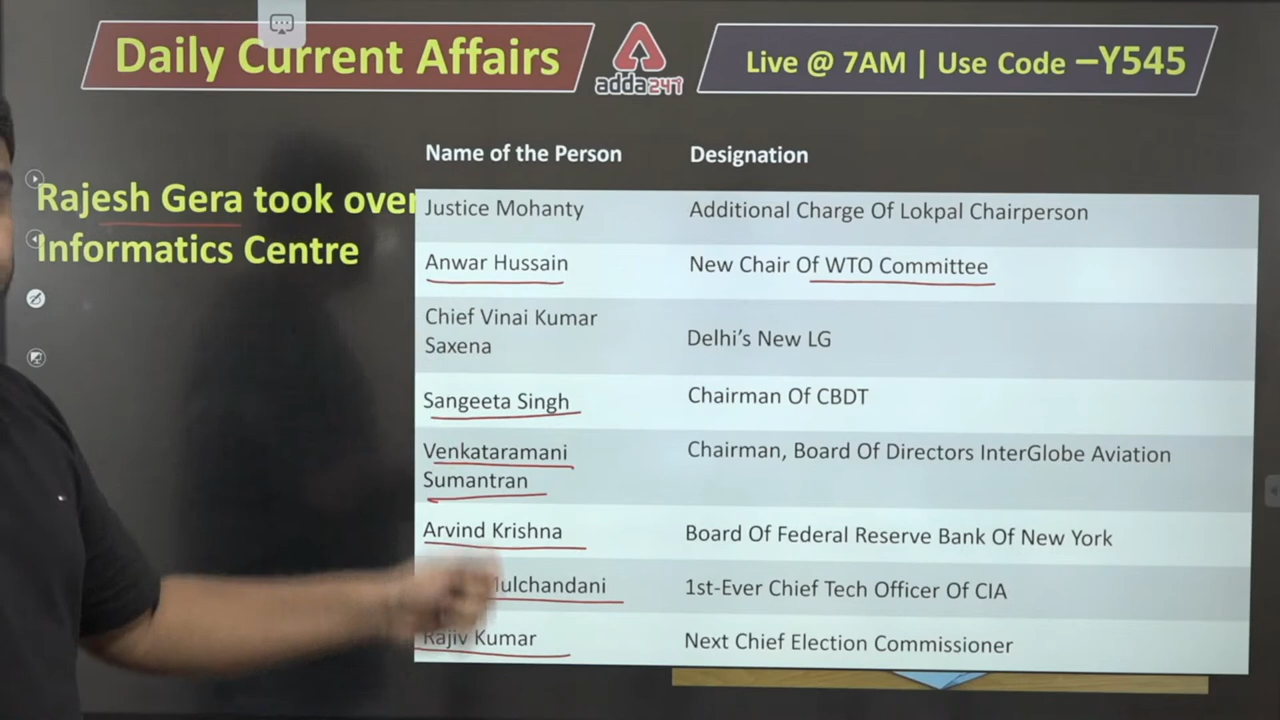 Daily Current Affairs
adda247
Live @ 7AM | Use Code –Y545
Rajesh Gera took over
Informatics Centre
Name of the Person Designation
Justice Mohanty Additional Charge Of Lokpal Chairperson
Anwar Hussain New Chair Of WTO Committee
Chief Vinai Kumar
Saxena
Delhi’s New LG
Sangeeta Singh Chairman Of CBDT
Venkataramani
Sumantran
Chairman, Board Of Directors InterGlobe Aviation
Arvind Krishna Board Of Federal Reserve Bank Of New York
1st-Ever Chief Tech Officer Of CIA
Rajiv Kumar Next Chief Election Commissioner